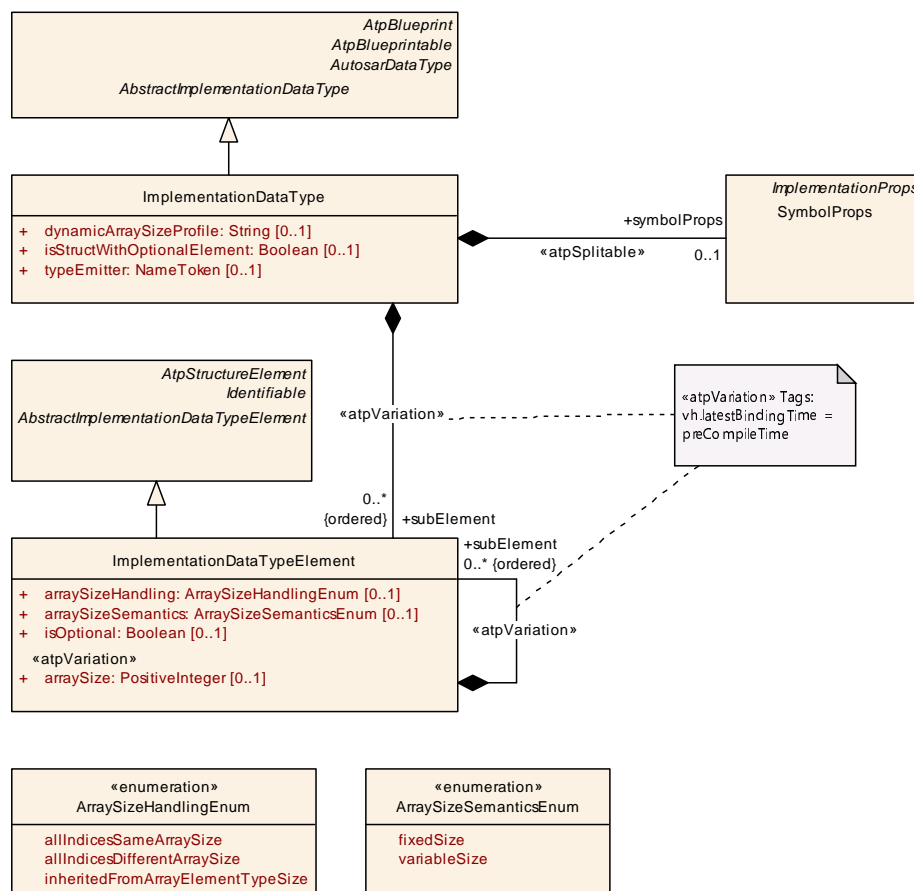 AtpBlueprint
AtpBlueprintable
AutosarDataType
AbstractImplementationDataType
ImplementationDataType
+ dynamicArraySizeProfile: String [0..1]
+ isStructWithOptionalElement: Boolean [0..1]
+ typeEmitter: NameToken [0..1]
+symbolProps
«atpSplitable»
0..1
ImplementationProps
SymbolProps
AtpStructureElement
Identifiable
AbstractImplementationDataTypeElement
«atpVariation»
«atpVariation» Tags:
vh.latestBindingTime =
preCompileTime
0..*
{ordered}
+subElement
ImplementationDataTypeElement
+ arraySizeHandling: ArraySizeHandlingEnum [0..1]
+ arraySizeSemantics: ArraySizeSemanticsEnum [0..1]
+ isOptional: Boolean [0..1]
«atpVariation»
+ arraySize: PositiveInteger [0..1]
+subElement
0..* {ordered}
«atpVariation»
«enumeration»
ArraySizeHandlingEnum
allIndicesSameArraySize
allIndicesDifferentArraySize
inheritedFromArrayElementTypeSize
«enumeration»
ArraySizeSemanticsEnum
fixedSize
variableSize